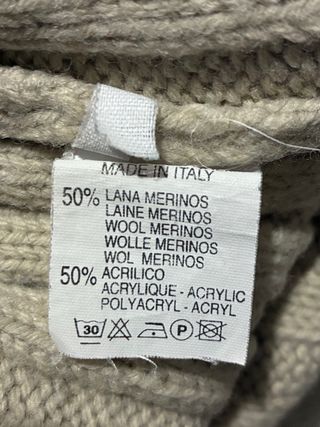 MADE IN ITALY
50% LANA MERINOS
LAINE MERINOS
WOOL MERINOS
WOLLE MERINOS
WOL MERINOS
50% ACRILICO
ACRYLIQUE - ACRYLIC
POLYACRYL - ACRYL
30 P